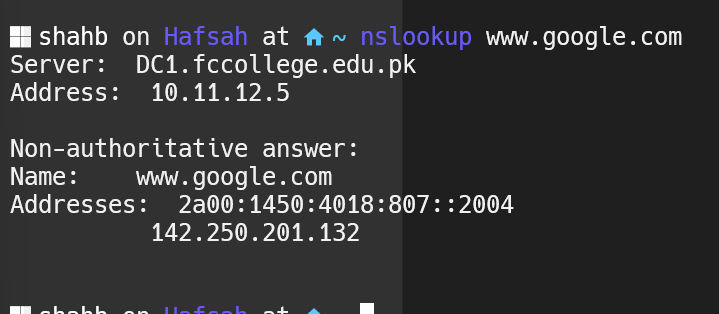 shahb on Hafsah at ~ nslookup www.google.com
Server:  DC1.fccollege.edu.pk
Address:  10.11.12.5
Non-authoritative answer:
Name:    www.google.com
Addresses:  2a00:1450:4018:807::2004
142.250.201.132
shahb on Hafsah at